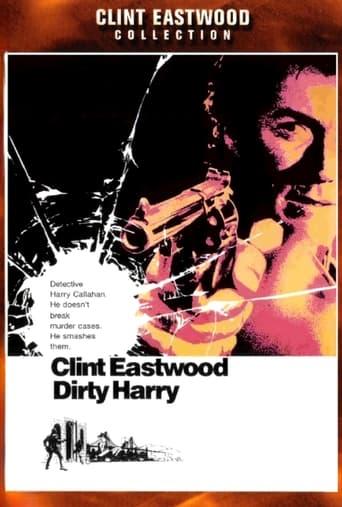 CLINT EASTWOOD
COLLECTION
Detective
Harry Callahan.
He doesn't
break
murder cases.
He smashes
them.
Clint Eastwood
Dirty Harry